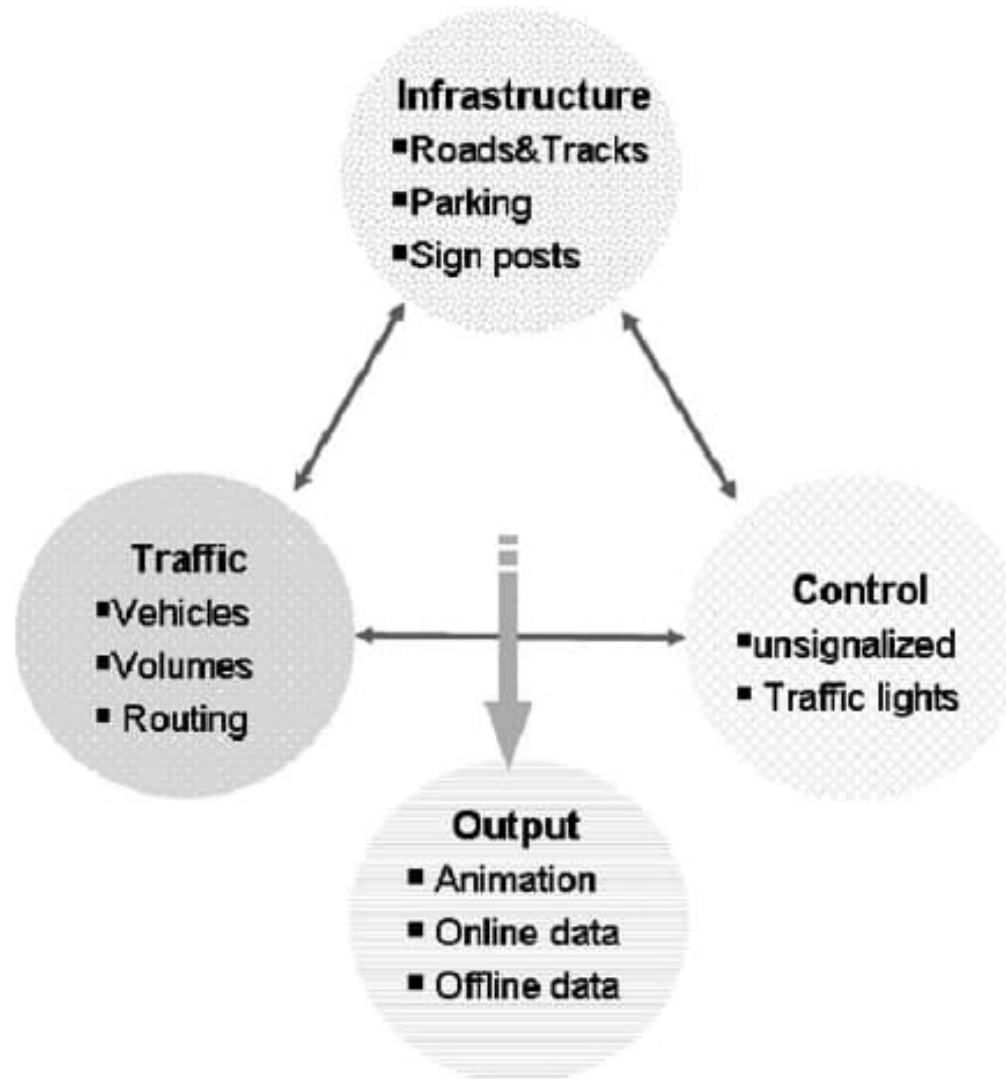 Infrastructure
▪Roads&Tracks
▪Parking
▪Sign posts
Traffic
▪Vehicles
▪Volumes
▪ Routing
Control
▪unsignalized
▪ Traffic lights
Output
▪ Animation
▪ Online data
▪ Offline data